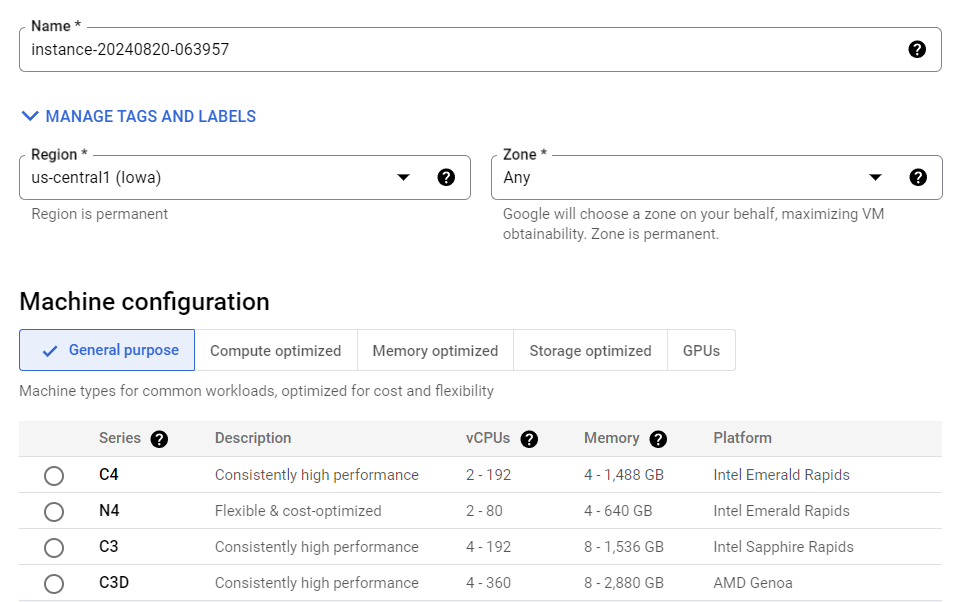 Name *
instance-20240820-063957
MANAGE TAGS AND LABELS
Region *
us-central1 (Iowa)
Region is permanent
Zone *
Any
Google will choose a zone on your behalf, maximizing VM
obtainability. Zone is permanent.
Machine configuration
General purpose Compute optimized Memory optimized Storage optimized GPUs
Machine types for common workloads, optimized for cost and flexibility
Series Description vCPUs Memory Platform
C4 Consistently high performance 2 - 192 4 - 1,488 GB Intel Emerald Rapids
N4 Flexible & cost-optimized 2 - 80 4 - 640 GB Intel Emerald Rapids
C3 Consistently high performance 4 - 192 8 - 1,536 GB Intel Sapphire Rapids
C3D Consistently high performance 4 - 360 8 - 2,880 GB AMD Genoa